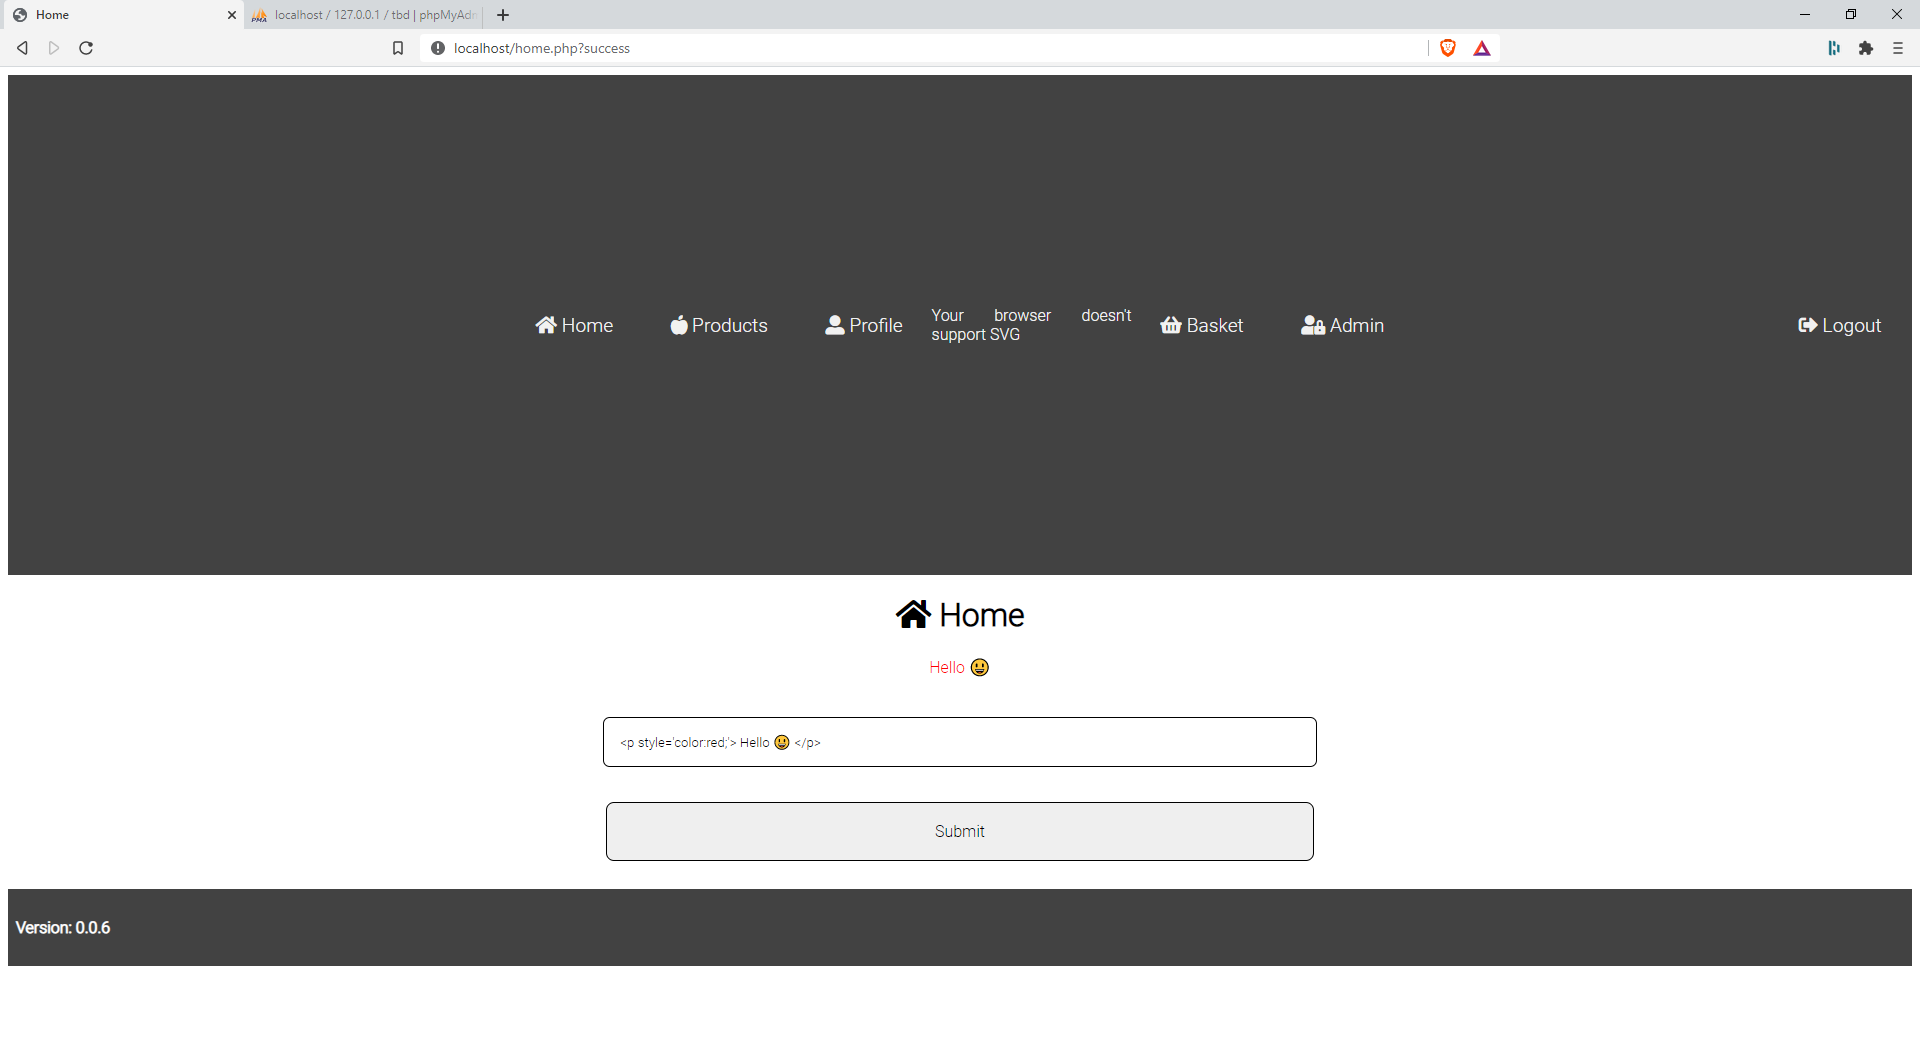 Home
localhost / 127.0.0.1 / tbd | phpMyAdn
localhost/home.php?success
Home Products Profile Your browser doesn't support SVG Basket Admin Logout
Home
Hello 😃
<p style='color:red;'> Hello 😃 </p>
Submit
Version: 0.0.6